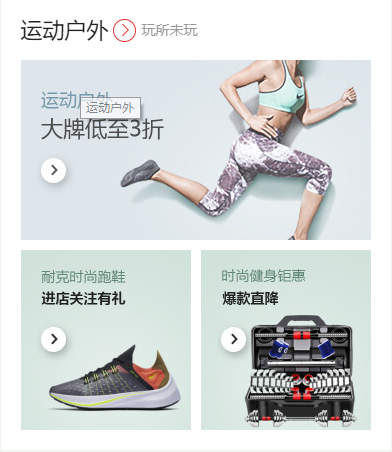 运动户外
玩所未玩
运动户外
运动户外
大牌低至3折
耐克时尚跑鞋
进店关注有礼
时尚健身钜惠
爆款直降